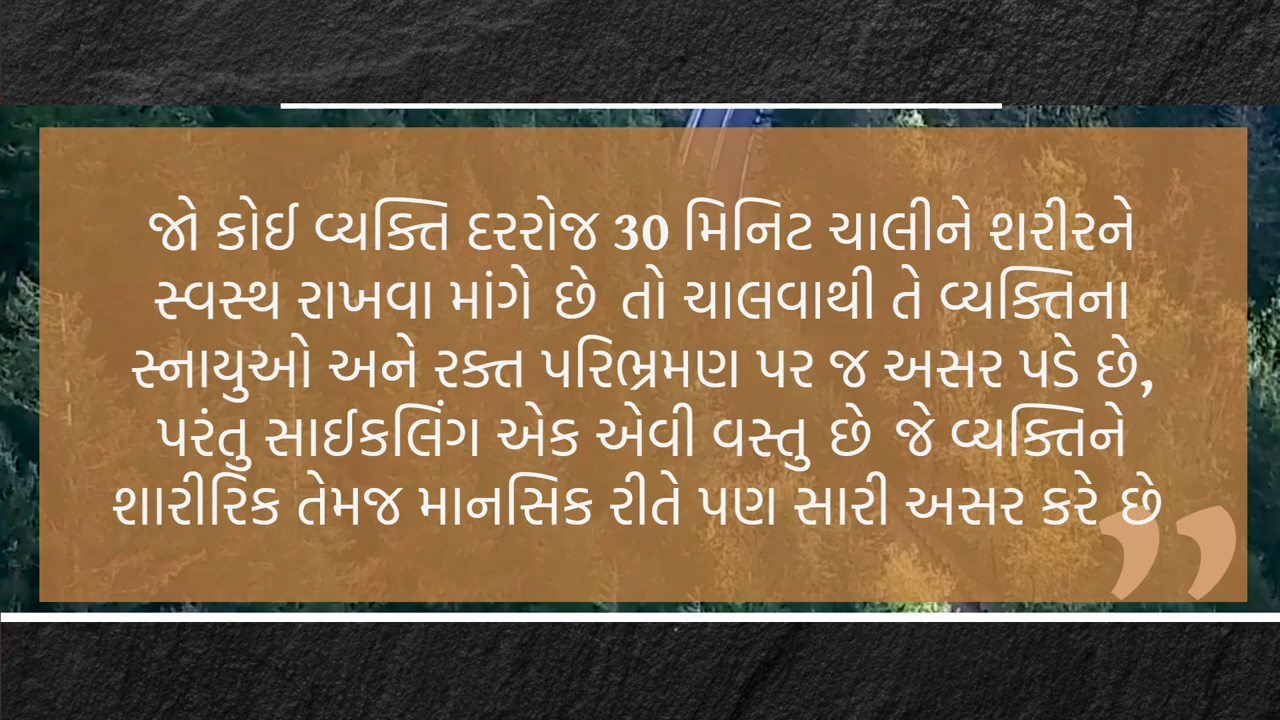 જો કોઈ વ્યક્તિ દરરોજ 30 મિનિટ ચાલીને શરીરને
સ્વસ્થ રાખવા માંગે છે તો ચાલવાથી તે વ્યક્તિના
સ્નાયુઓ અને રક્ત પરિભ્રમણ પર જ અસર પડે છે,
પરંતુ સાઈકલિંગ એક એવી વસ્તુ છે જે વ્યક્તિને
શારીરિક તેમજ માનસિક રીતે પણ સારી અસર કરે છે
”